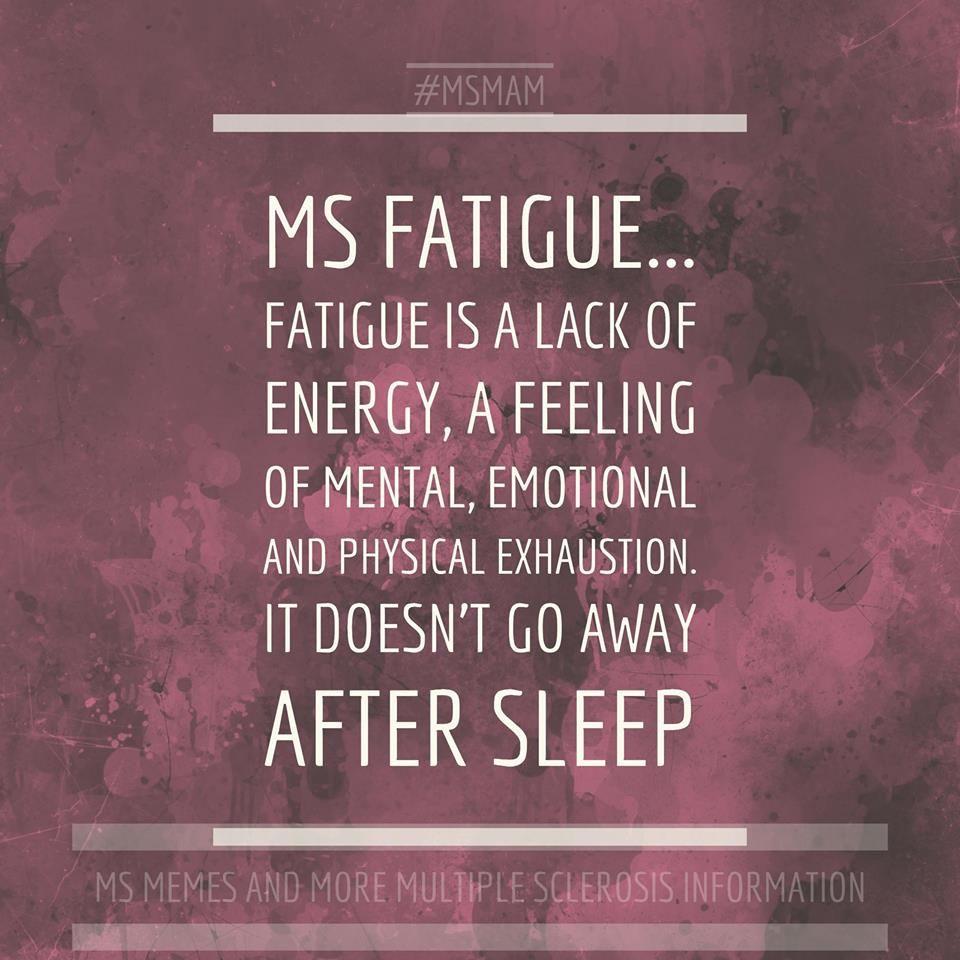 #MSMAM
MS FATIGUE...
FATIGUE IS A LACK OF
ENERGY, A FEELING
OF MENTAL, EMOTIONAL
AND PHYSICAL EXHAUSTION.
IT DOESN'T GO AWAY
AFTER SLEEP
MS MEMES AND MORE MULTIPLE SCLEROSIS INFORMATION